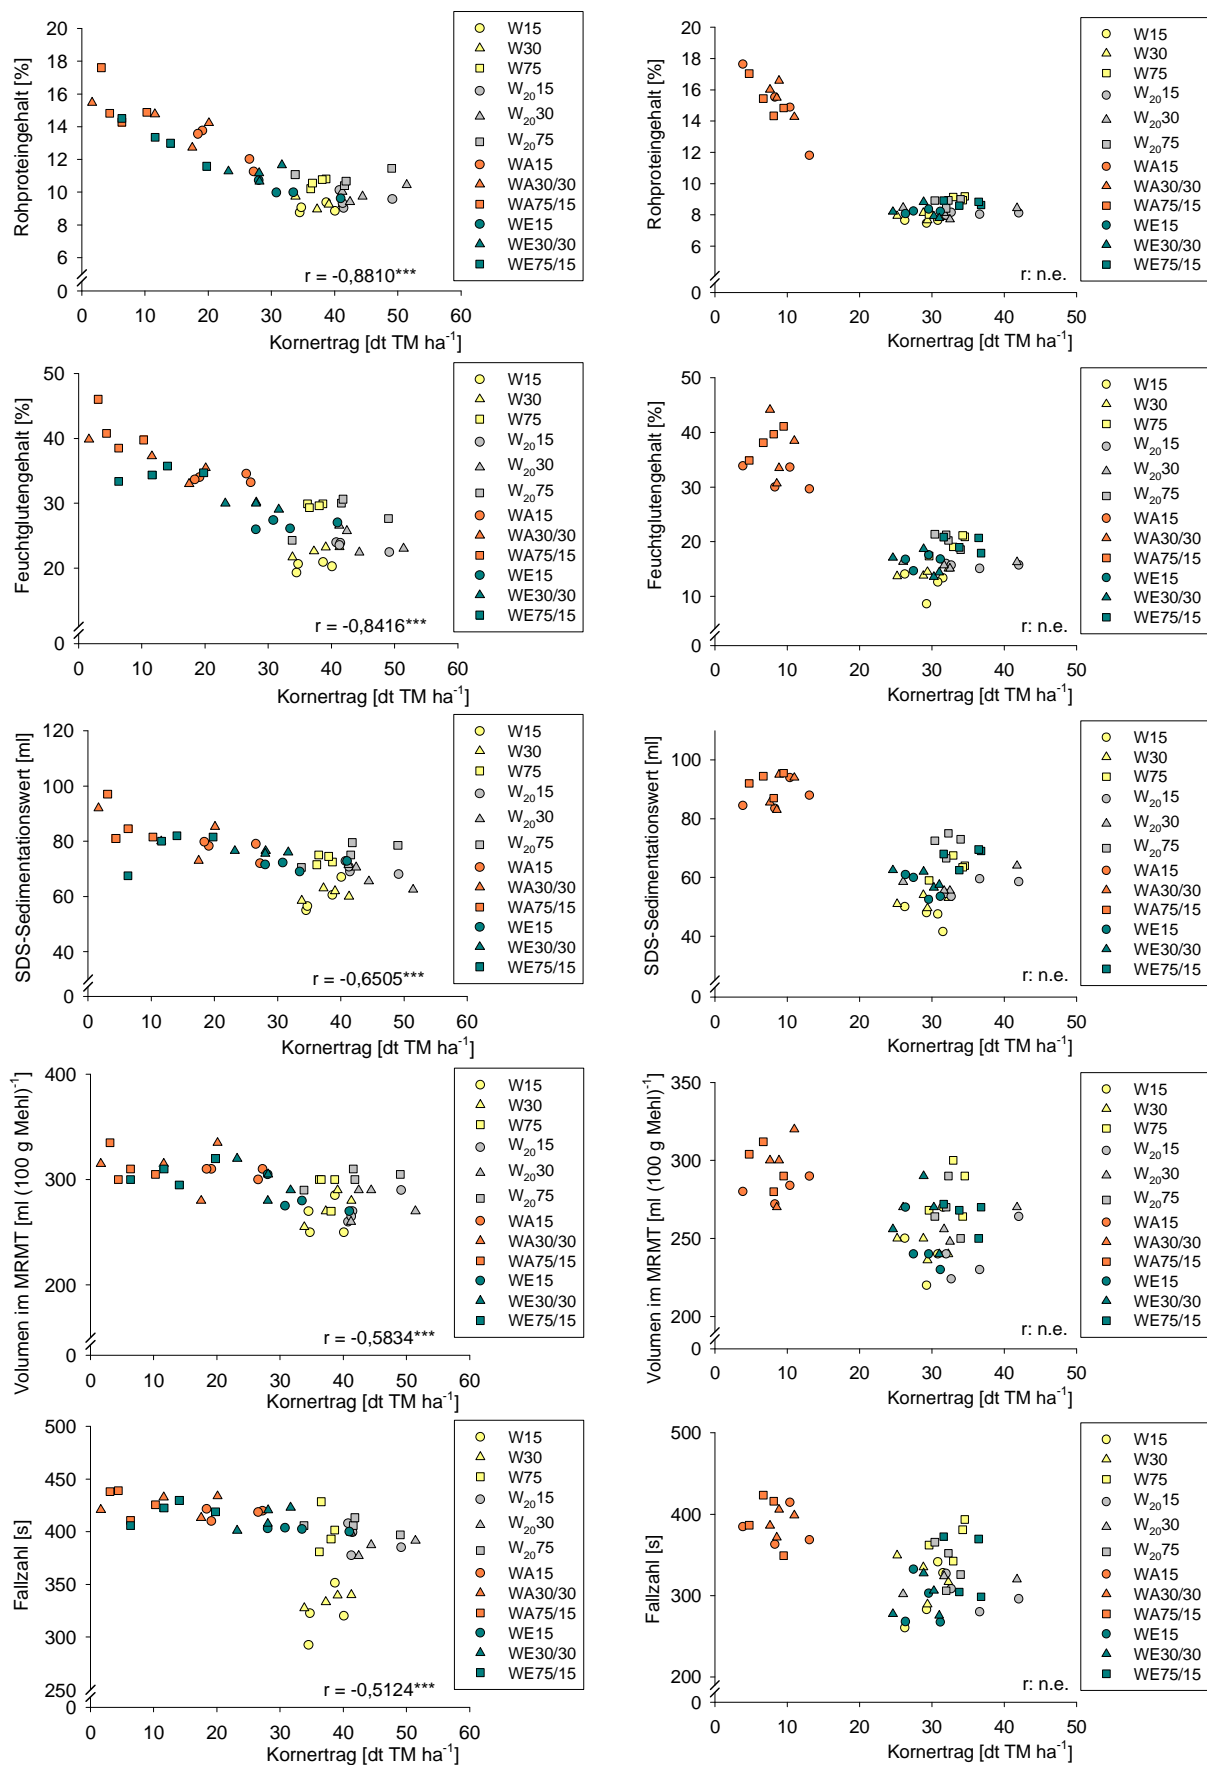 Rohproteingehalt [%]
20
18
16
14
12
10
8
6
0
0 10 20 30 40 50 60
Kornertrag [dt TM ha⁻¹]
r = -0,8810***
W15
W30
W75
W₂₀15
W₂₀30
W₂₀75
WA15
WA30/30
WA75/15
WE15
WE30/30
WE75/15
Rohproteingehalt [%]
20
18
16
14
12
10
8
6
0
0 10 20 30 40 50
Kornertrag [dt TM ha⁻¹]
r: n.e.
W15
W30
W75
W₂₀15
W₂₀30
W₂₀75
WA15
WA30/30
WA75/15
WE15
WE30/30
WE75/15
Feuchtglutengehalt [%]
50
40
30
20
0
0 10 20 30 40 50 60
Kornertrag [dt TM ha⁻¹]
r = -0,8416***
W15
W30
W75
W₂₀15
W₂₀30
W₂₀75
WA15
WA30/30
WA75/15
WE15
WE30/30
WE75/15
Feuchtglutengehalt [%]
50
40
30
20
10
0
0 10 20 30 40 50
Kornertrag [dt TM ha⁻¹]
r: n.e.
W15
W30
W75
W₂₀15
W₂₀30
W₂₀75
WA15
WA30/30
WA75/15
WE15
WE30/30
WE75/15
SDS-Sedimentationswert [ml]
120
100
80
60
40
0
0 10 20 30 40 50 60
Kornertrag [dt TM ha⁻¹]
r = -0,6505***
W15
W30
W75
W₂₀15
W₂₀30
W₂₀75
WA15
WA30/30
WA75/15
WE15
WE30/30
WE75/15
SDS-Sedimentationswert [ml]
100
80
60
40
0
0 10 20 30 40 50
Kornertrag [dt TM ha⁻¹]
r: n.e.
W15
W30
W75
W₂₀15
W₂₀30
W₂₀75
WA15
WA30/30
WA75/15
WE15
WE30/30
WE75/15
Volumen im MRMT [ml (100 g Mehl)⁻¹]
400
300
200
0
0 10 20 30 40 50 60
Kornertrag [dt TM ha⁻¹]
r = -0,5834***
W15
W30
W75
W₂₀15
W₂₀30
W₂₀75
WA15
WA30/30
WA75/15
WE15
WE30/30
WE75/15
Volumen im MRMT [ml (100 g Mehl)⁻¹]
350
300
250
200
0
0 10 20 30 40 50
Kornertrag [dt TM ha⁻¹]
r: n.e.
W15
W30
W75
W₂₀15
W₂₀30
W₂₀75
WA15
WA30/30
WA75/15
WE15
WE30/30
WE75/15
Fallzahl [s]
500
450
400
350
300
250
0
0 10 20 30 40 50 60
Kornertrag [dt TM ha⁻¹]
r = -0,5124***
W15
W30
W75
W₂₀15
W₂₀30
W₂₀75
WA15
WA30/30
WA75/15
WE15
WE30/30
WE75/15
Fallzahl [s]
500
400
300
200
0
0 10 20 30 40 50
Kornertrag [dt TM ha⁻¹]
r: n.e.
W15
W30
W75
W₂₀15
W₂₀30
W₂₀75
WA15
WA30/30
WA75/15
WE15
WE30/30
WE75/15